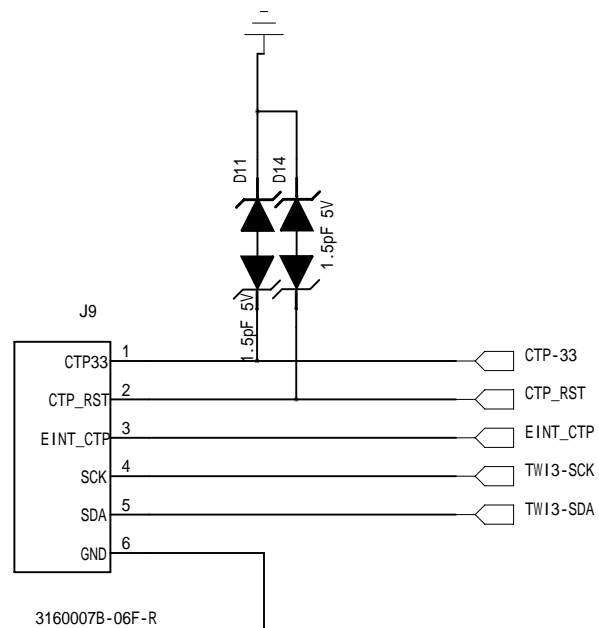 D11 D14
1.5pF 5V
1.5pF 5V
J9
CTP33 1 CTP-33
CTP_RST 2 CTP_RST
EINT_CTP 3 EINT_CTP
SCK 4 TWI3-SCK
SDA 5 TWI3-SDA
GND 6
3160007B-06F-R